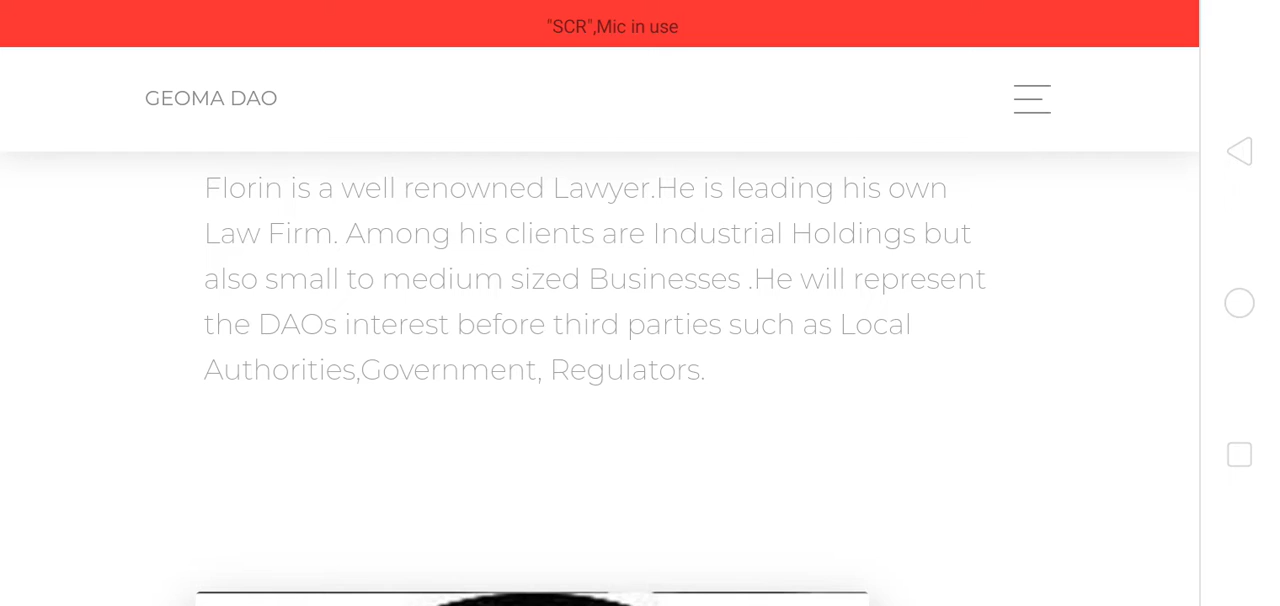 "SCR",Mic in use
GEOMA DAO
Florin is a well renowned Lawyer.He is leading his own
Law Firm. Among his clients are Industrial Holdings but
also small to medium sized Businesses .He will represent
the DAOs interest before third parties such as Local
Authorities,Government, Regulators.